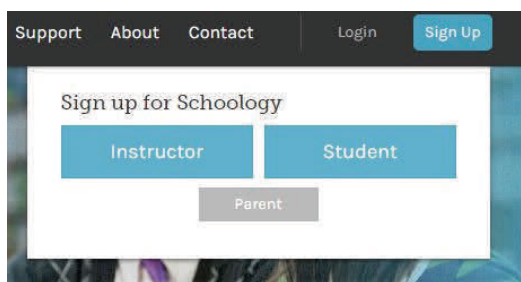 Support About Contact Login Sign Up
Sign up for Schoology
Instructor Student
Parent